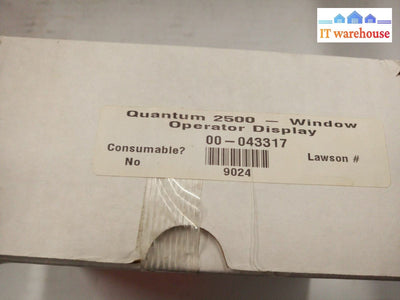 IT warehouse
Quantum 2500 — Window
Operator Display
00-043317
Consumable?
No
Lawson #
9024